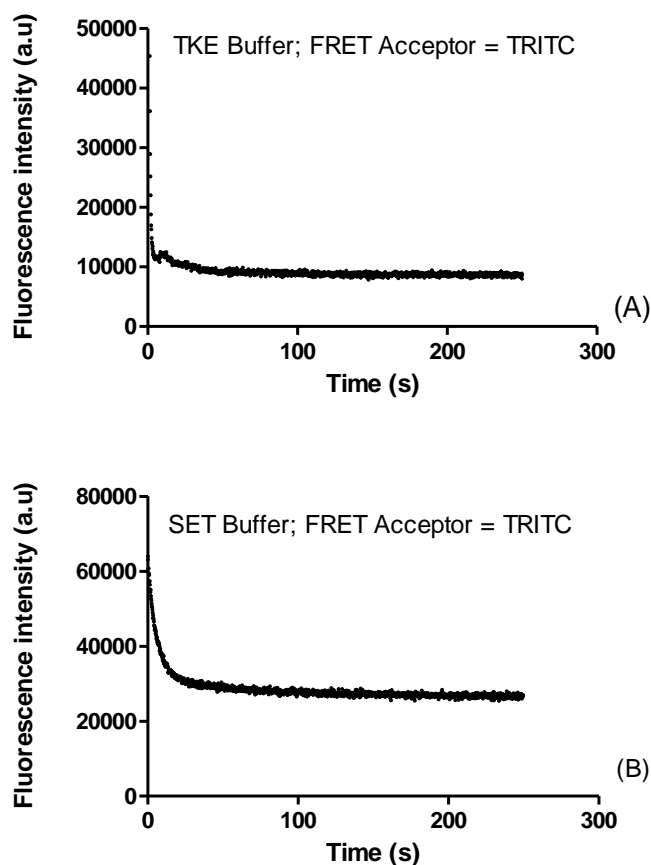 TKE Buffer; FRET Acceptor = TRITC
Fluorescence intensity (a.u)
50000
40000
30000
20000
10000
0
0 100 200 300
Time (s)
(A)
SET Buffer; FRET Acceptor = TRITC
Fluorescence intensity (a.u)
80000
60000
40000
20000
0
0 100 200 300
Time (s)
(B)